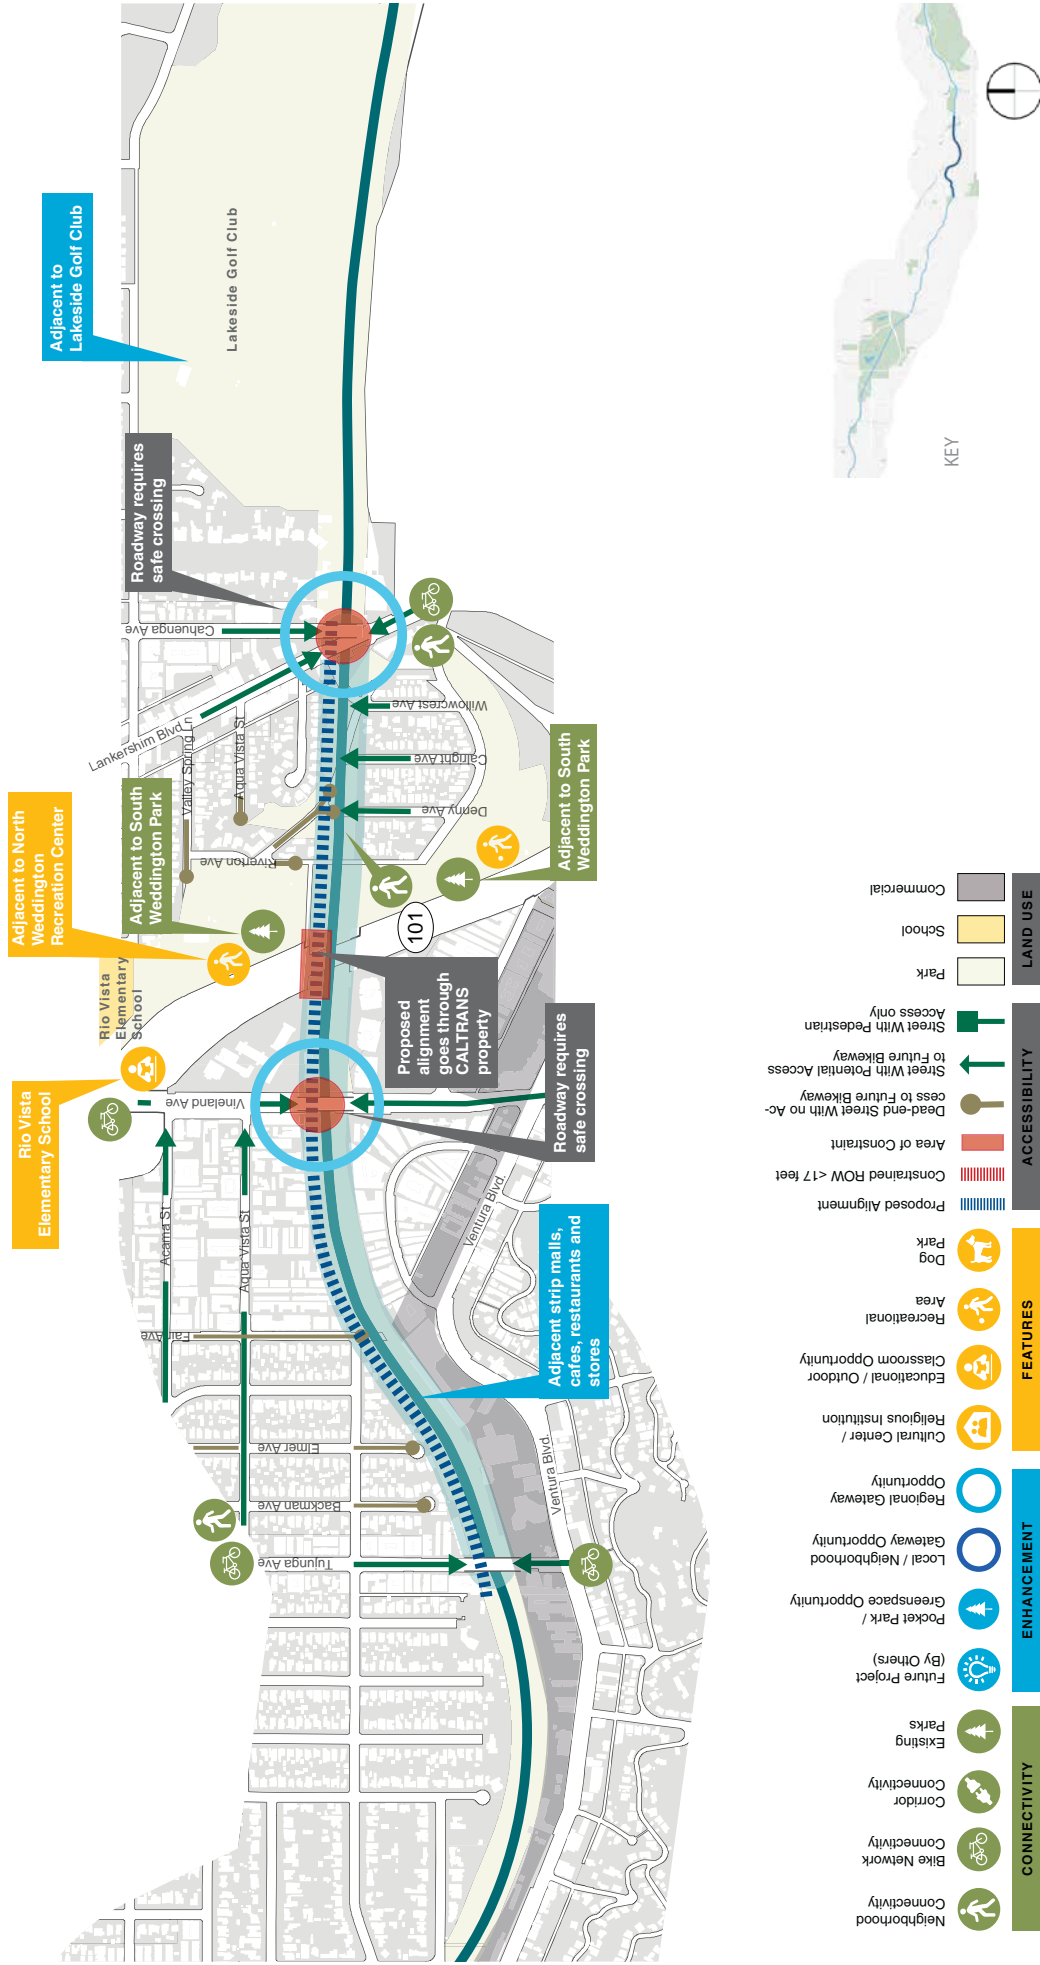 Adjacent to
Lakeside Golf Club
Lakeside Golf Club
Roadway requires
safe crossing
Cahuenga Ave
Lankershim Blvd
Valley Spring Ln
Aqua Vista St
Willowcrest Ave
Calright Ave
Denny Ave
Riverton Ave
Adjacent to North
Weddington
Recreation Center
Adjacent to South
Weddington Park
Adjacent to South
Weddington Park
101
Rio Vista
Elementary
School
Rio Vista
Elementary School
Proposed
alignment
goes through
CALTRANS
property
Roadway requires
safe crossing
Vineland Ave
Acama St
Aqua Vista St
Fair Ave
Elmer Ave
Backman Ave
Tujunga Ave
Ventura Blvd.
Ventura Blvd.
Adjacent strip malls,
cafes, restaurants and
stores
KEY
CONNECTIVITY
Neighborhood
Connectivity
Bike Network
Connectivity
Corridor
Connectivity
Existing
Parks
ENHANCEMENT
Future Project
(By Others)
Pocket Park /
Greenspace Opportunity
Local / Neighborhood
Gateway Opportunity
Regional Gateway
Opportunity
FEATURES
Cultural Center /
Religious Institution
Educational / Outdoor
Classroom Opportunity
Recreational
Area
Dog
Park
ACCESSIBILITY
Proposed Alignment
Constrained ROW <17 feet
Area of Constraint
Dead-end Street With no Ac-
cess to Future Bikeway
Street With Potential Access
to Future Bikeway
Street With Pedestrian
Access only
LAND USE
Park
School
Commercial